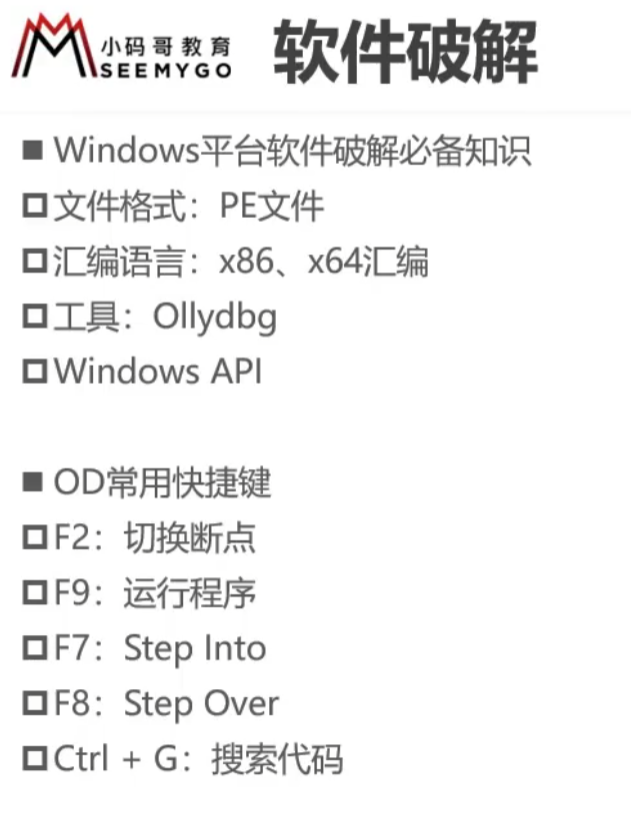 小码哥教育
SEEMYGO
软件破解
■ Windows平台软件破解必备知识
□ 文件格式：PE文件
□ 汇编语言：x86、x64汇编
□ 工具：Ollydbg
□ Windows API
■ OD常用快捷键
□ F2：切换断点
□ F9：运行程序
□ F7：Step Into
□ F8：Step Over
□ Ctrl + G：搜索代码